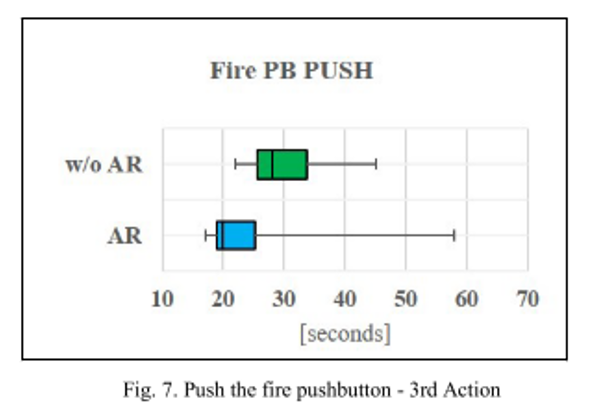 Fire PB PUSH
w/o AR
AR
10 20 30 40 50 60 70
[seconds]
Fig. 7. Push the fire pushbutton - 3rd Action